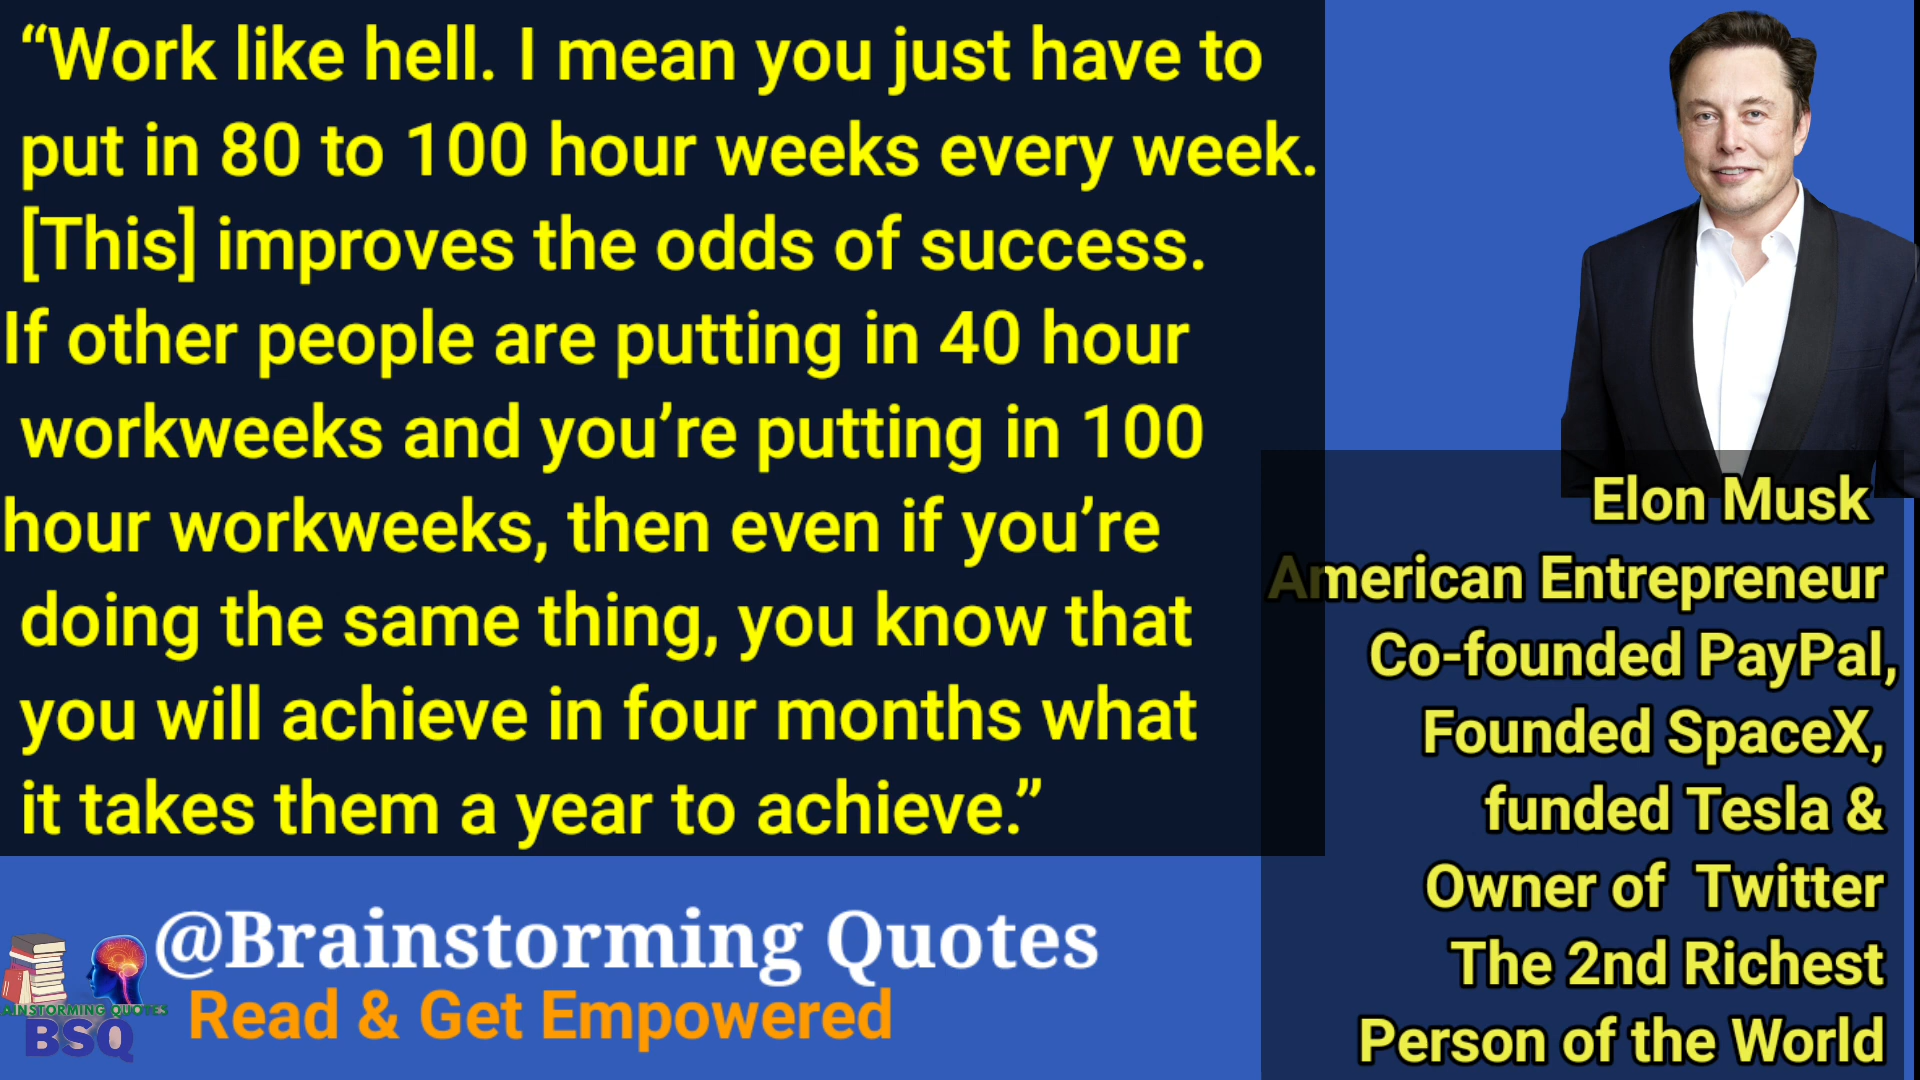 “Work like hell. I mean you just have to
put in 80 to 100 hour weeks every week.
[This] improves the odds of success.
If other people are putting in 40 hour
workweeks and you’re putting in 100
hour workweeks, then even if you’re
doing the same thing, you know that
you will achieve in four months what
it takes them a year to achieve.”
Elon Musk
American Entrepreneur
Co-founded PayPal,
Founded SpaceX,
funded Tesla &
Owner of Twitter
The 2nd Richest
Person of the World
@Brainstorming Quotes
Read & Get Empowered
AINSTORMING QUOTES
BSQ